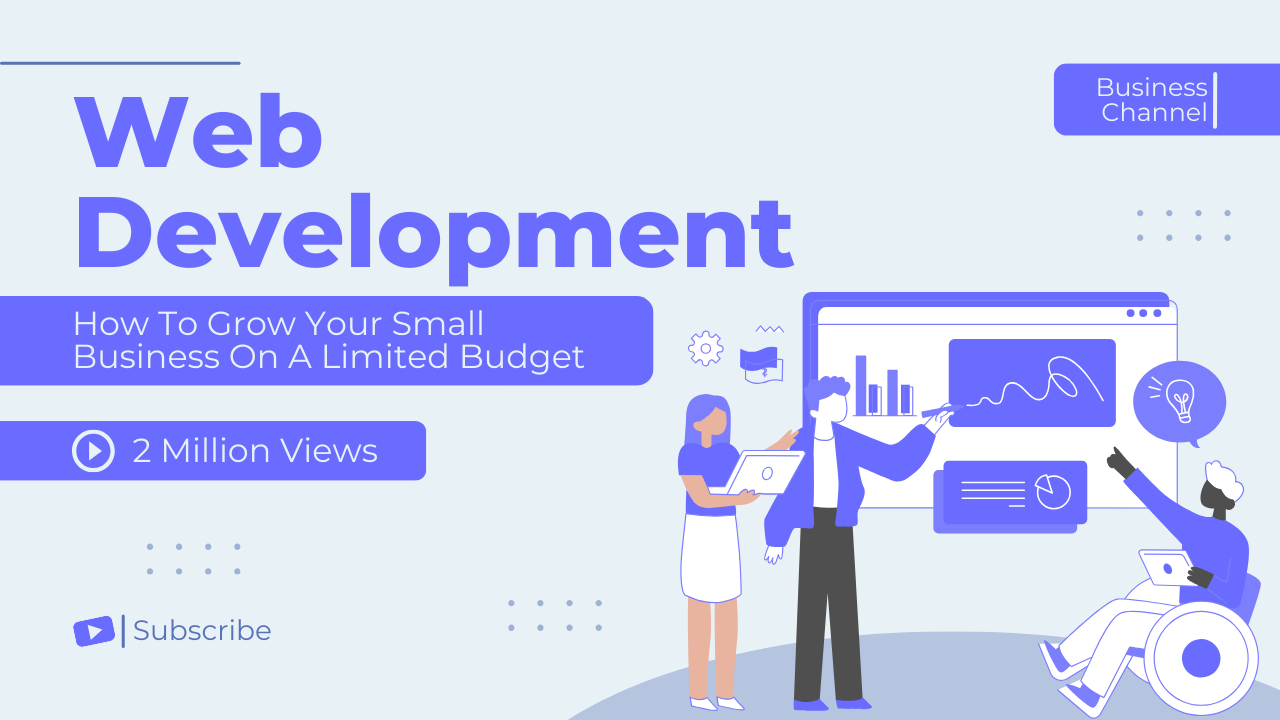 Business
Channel
Web
Development
How To Grow Your Small
Business On A Limited Budget
2 Million Views
Subscribe